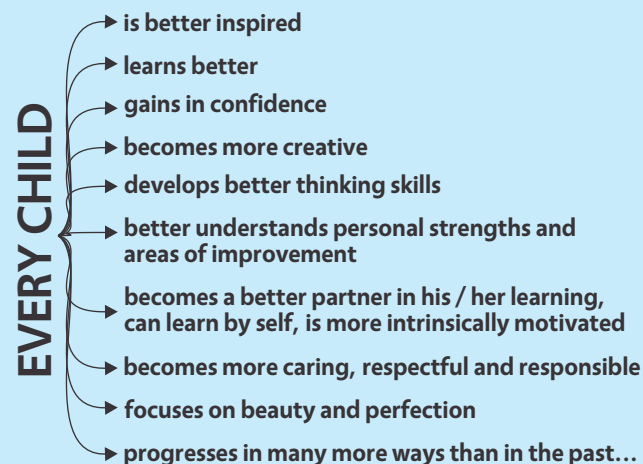 EVERY CHILD
is better inspired
learns better
gains in confidence
becomes more creative
develops better thinking skills
better understands personal strengths and
areas of improvement
becomes a better partner in his / her learning,
can learn by self, is more intrinsically motivated
becomes more caring, respectful and responsible
focuses on beauty and perfection
progresses in many more ways than in the past...